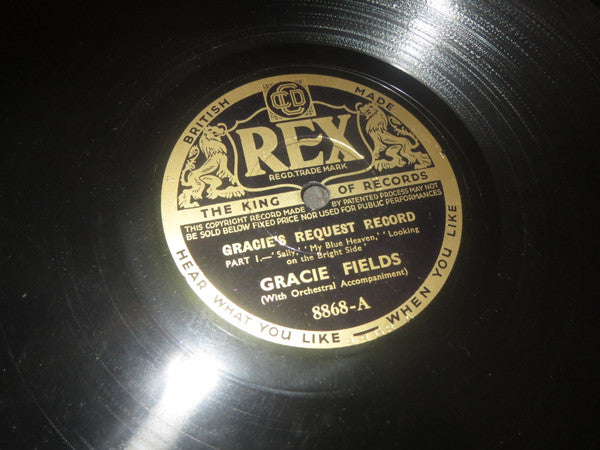 BRITISH MADE
CCD
REX
REGD. TRADE MARK
THE KING OF RECORDS
THIS COPYRIGHT RECORD MADE BY PATENTED PROCESS MAY NOT
BE SOLD BELOW FIXED PRICE NOR USED FOR PUBLIC PERFORMANCES
GRACIE'S REQUEST RECORD
PART 1.—'Sally,' 'My Blue Heaven,' 'Looking
on the Bright Side'
GRACIE FIELDS
(With Orchestral Accompaniment)
8868-A
HEAR WHAT YOU LIKE — WHEN YOU LIKE